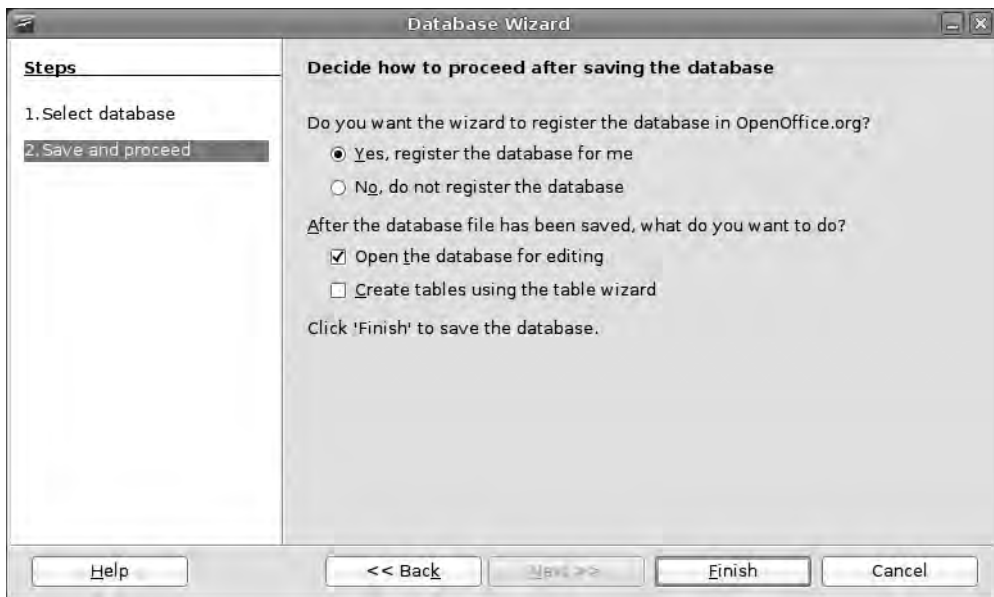 Database Wizard
Steps
1. Select database
2. Save and proceed
Decide how to proceed after saving the database
Do you want the wizard to register the database in OpenOffice.org?
Yes, register the database for me
No, do not register the database
After the database file has been saved, what do you want to do?
Open the database for editing
Create tables using the table wizard
Click 'Finish' to save the database.
Help
<< Back
Next >>
Finish
Cancel